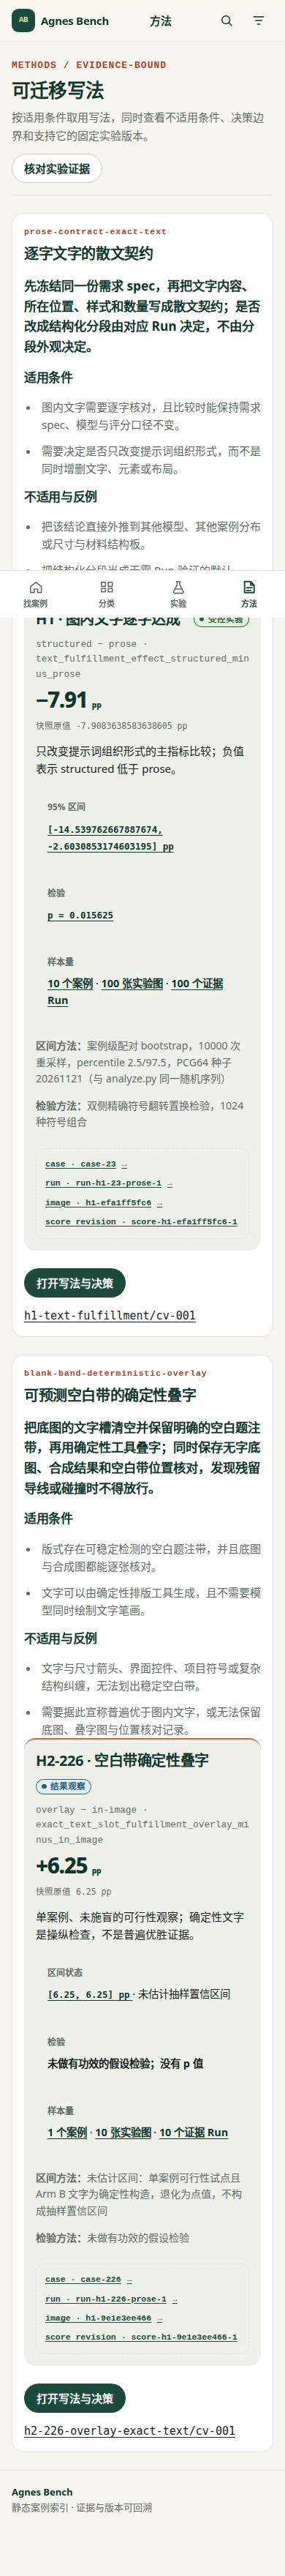 AB Agnes Bench 方法
METHODS / EVIDENCE-BOUND
可迁移写法
按适用条件取用写法，同时查看不适用条件、决策边
界和支持它的固定实验版本。
核对实验证据
prose-contract-exact-text
逐字文字的散文契约
先冻结同一份需求 spec，再把文字内容、
所在位置、样式和数量写成散文契约；是否
改成结构化分段由对应 Run 决定，不由分
段外观决定。
适用条件
图内文字需要逐字核对，且比较时能保持需求
spec、模型与评分口径不变。
需要决定是否只改变提示词组织形式，而不是
同时增删文字、元素或布局。
不适用与反例
把该结论直接外推到其他模型、其他案例分布
或尺寸与材料结构板。
找案例 分类 实验 方法
H1 · 图内文字逐字达成 受控实验
structured − prose ·
text_fulfillment_effect_structured_min
us_prose
−7.91 pp
快照原值 -7.9083638583638605 pp
只改变提示词组织形式的主指标比较；负值
表示 structured 低于 prose。
95% 区间
[-14.539762667887674,
-2.6030853174603195] pp
检验
p = 0.015625
样本量
10 个案例 · 100 张实验图 · 100 个证据
Run
区间方法：案例级配对 bootstrap，10000 次
重采样，percentile 2.5/97.5，PCG64 种子
20261121（与 analyze.py 同一随机序列）
检验方法：双侧精确符号翻转置换检验，1024
种符号组合
case · case-23 →
run · run-h1-23-prose-1 →
image · h1-efa1ff5fc6 →
score revision · score-h1-efa1ff5fc6-1
打开写法与决策
h1-text-fulfillment/cv-001
blank-band-deterministic-overlay
可预测空白带的确定性叠字
把底图的文字槽清空并保留明确的空白题注
带，再用确定性工具叠字；同时保存无字底
图、合成结果和空白带位置核对，发现残留
导线或碰撞时不得放行。
适用条件
版式存在可稳定检测的空白题注带，并且底图
与合成图都能逐张核对。
文字可以由确定性排版工具生成，且不需要模
型同时绘制文字笔画。
不适用与反例
文字与尺寸箭头、界面控件、项目符号或复杂
结构纠缠，无法划出稳定空白带。
需要据此宣称普遍优于图内文字，或无法保留
底图、叠字图与位置核对记录。
H2-226 · 空白带确定性叠字
结果观察
overlay − in-image ·
exact_text_slot_fulfillment_overlay_mi
nus_in_image
+6.25 pp
快照原值 6.25 pp
单案例、未施盲的可行性观察；确定性文字
是操纵检查，不是普遍优胜证据。
区间状态
[6.25, 6.25] pp · 未估计抽样置信区间
检验
未做有效的假设检验；没有 p 值
样本量
1 个案例 · 10 张实验图 · 10 个证据 Run
区间方法：未估计区间：单案例可行性试点且
Arm B 文字为确定性构造，退化为点值，不构
成抽样置信区间
检验方法：未做有效的假设检验
case · case-226 →
run · run-h1-226-prose-1 →
image · h1-9e1e3ee466 →
score revision · score-h1-9e1e3ee466-1
打开写法与决策
h2-226-overlay-exact-text/cv-001
Agnes Bench
静态案例索引 · 证据与版本可回溯